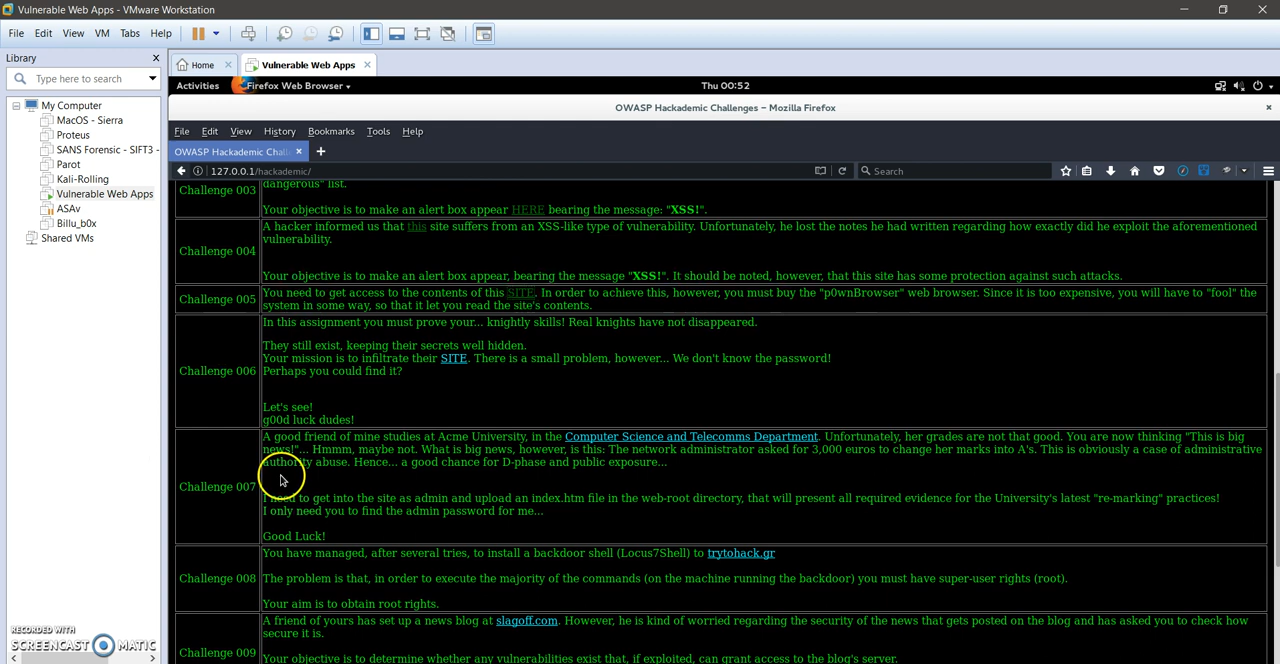 Vulnerable Web Apps - VMware Workstation
File Edit View VM Tabs Help
Library
Type here to search
My Computer
MacOS - Sierra
Proteus
SANS Forensic - SIFT3 -
Parrot
Kali-Rolling
Vulnerable Web Apps
ASAv
Billu_b0x
Shared VMs
Home
Vulnerable Web Apps
Activities Firefox Web Browser Thu 00:52
OWASP Hackademic Challenges – Mozilla Firefox
File Edit View History Bookmarks Tools Help
OWASP Hackademic Chall
127.0.0.1/hackademic/ Search
Challenge 003
dangerous" list.
Your objective is to make an alert box appear HERE bearing the message: "XSS!".
Challenge 004
A hacker informed us that this site suffers from an XSS-like type of vulnerability. Unfortunately, he lost the notes he had written regarding how exactly did he exploit the aforementioned
vulnerability.
Your objective is to make an alert box appear, bearing the message "XSS!". It should be noted, however, that this site has some protection against such attacks.
Challenge 005
You need to get access to the contents of this SITE. In order to achieve this, however, you must buy the "p0wnBrowser" web browser. Since it is too expensive, you will have to "fool" the
system in some way, so that it let you read the site's contents.
Challenge 006
In this assignment you must prove your... knightly skills! Real knights have not disappeared.
They still exist, keeping their secrets well hidden.
Your mission is to infiltrate their SITE. There is a small problem, however... We don't know the password!
Perhaps you could find it?
Let's see!
g00d luck dudes!
Challenge 007
A good friend of mine studies at Acme University, in the Computer Science and Telecomms Department. Unfortunately, her grades are not that good. You are now thinking "This is big
news!"... Hmmm, maybe not. What is big news, however, is this: The network administrator asked for 3,000 euros to change her marks into A's. This is obviously a case of administrative
authority abuse. Hence... a good chance for D-phase and public exposure...
I need to get into the site as admin and upload an index.htm file in the web-root directory, that will present all required evidence for the University's latest "re-marking" practices!
I only need you to find the admin password for me...
Good Luck!
Challenge 008
You have managed, after several tries, to install a backdoor shell (Locus7Shell) to trytohack.gr
The problem is that, in order to execute the majority of the commands (on the machine running the backdoor) you must have super-user rights (root).
Your aim is to obtain root rights.
Challenge 009
A friend of yours has set up a news blog at slagoff.com. However, he is kind of worried regarding the security of the news that gets posted on the blog and has asked you to check how
secure it is.
Your objective is to determine whether any vulnerabilities exist that, if exploited, can grant access to the blog's server.
RECORDED WITH
SCREENCAST MATIC